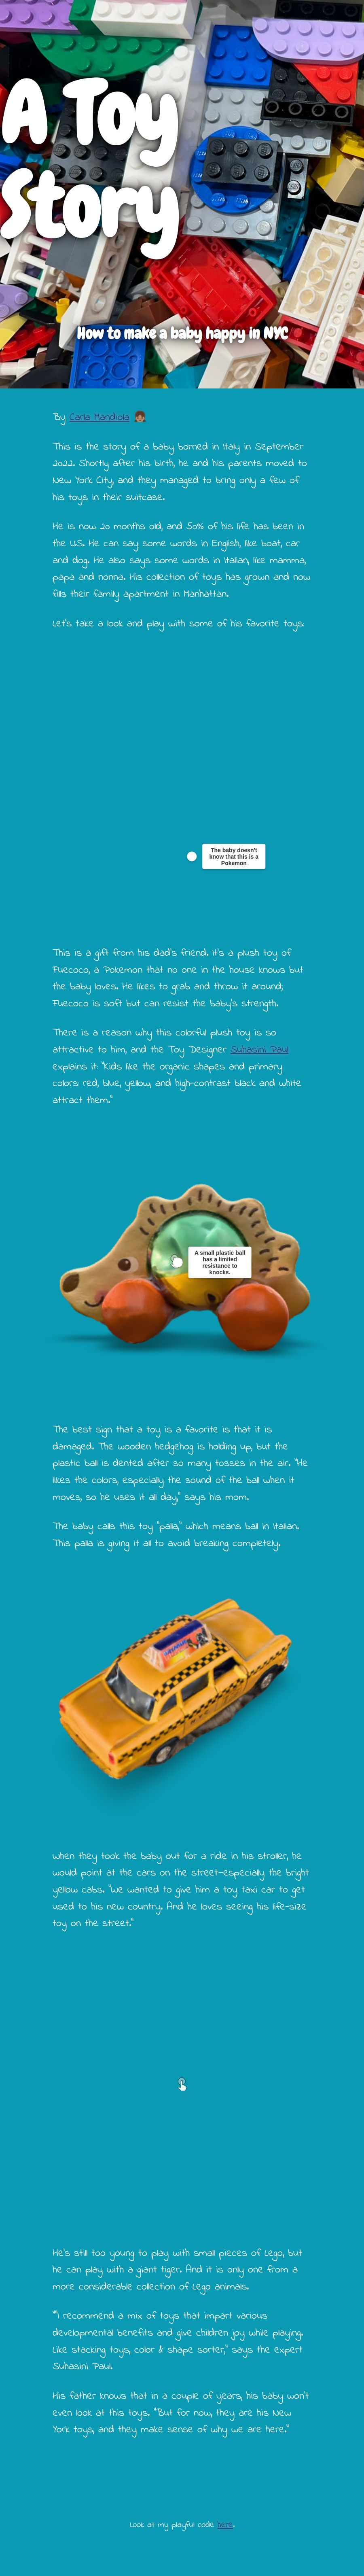 A Toy
Story
How to make a baby happy in NYC
By Carla Mandiola 👧🏽
This is the story of a baby borned in Italy in September
2022. Shortly after his birth, he and his parents moved to
New York City, and they managed to bring only a few of
his toys in their suitcase.
He is now 20 months old, and 50% of his life has been in
the U.S. He can say some words in English, like boat, car
and dog. He also says some words in Italian, like mamma,
papa and nonna. His collection of toys has grown and now
fills their family apartment in Manhattan.
Let's take a look and play with some of his favorite toys:
The baby doesn't
know that this is a
Pokemon
This is a gift from his dad's friend. It's a plush toy of
Fuecoco, a Pokemon that no one in the house knows but
the baby loves. He likes to grab and throw it around;
Fuecoco is soft but can resist the baby's strength.
There is a reason why this colorful plush toy is so
attractive to him, and the Toy Designer Suhasini Paul
explains it "Kids like the organic shapes and primary
colors: red, blue, yellow, and high-contrast black and white
attract them."
A small plastic ball
has a limited
resistance to
knocks.
The best sign that a toy is a favorite is that it is
damaged. The wooden hedgehog is holding up, but the
plastic ball is dented after so many tosses in the air. "He
likes the colors, especially the sound of the ball when it
moves, so he uses it all day," says his mom.
The baby calls this toy "palla," which means ball in Italian.
This palla is giving it all to avoid breaking completely.
When they took the baby out for a ride in his stroller, he
would point at the cars on the street—especially the bright
yellow cabs. "We wanted to give him a toy taxi car to get
used to his new country. And he loves seeing his life-size
toy on the street."
He's still too young to play with small pieces of Lego, but
he can play with a giant tiger. And it is only one from a
more considerable collection of Lego animals.
"I recommend a mix of toys that impart various
developmental benefits and give children joy while playing.
Like stacking toys, color & shape sorter," says the expert
Suhasini Paul.
His father knows that in a couple of years, his baby won't
even look at this toys. "But for now, they are his New
York toys, and they make sense of why we are here."
Look at my playful code here.